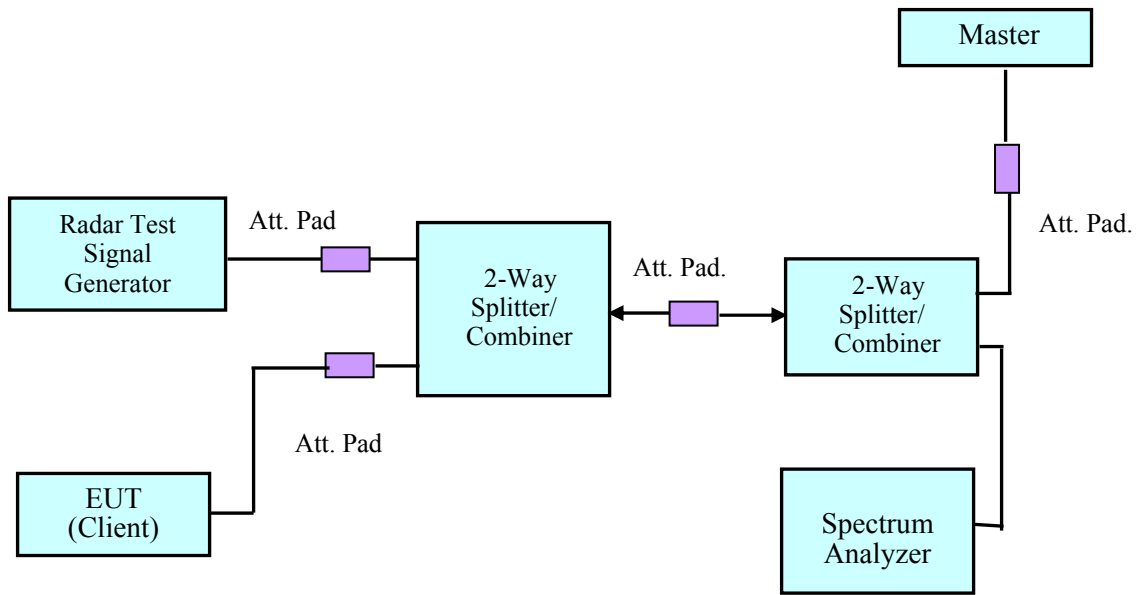 Master
Att. Pad.
Radar Test
Signal
Generator
Att. Pad
2-Way
Splitter/
Combiner
Att. Pad.
2-Way
Splitter/
Combiner
Att. Pad
EUT
(Client)
Spectrum
Analyzer